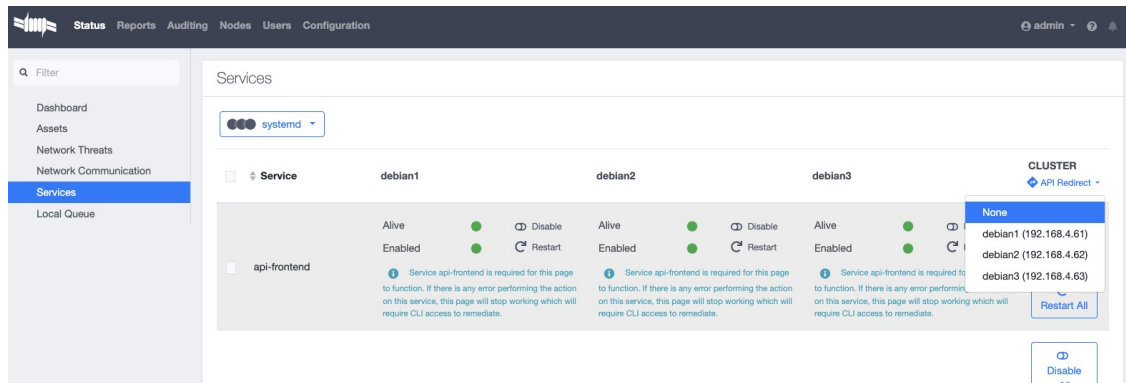 Status Reports Auditing Nodes Users Configuration admin
Filter
Dashboard
Assets
Network Threats
Network Communication
Services
Local Queue
Services
systemd
Service debian1 debian2 debian3 CLUSTER
API Redirect
None
debian1 (192.168.4.61)
debian2 (192.168.4.62)
debian3 (192.168.4.63)
api-frontend
Alive Disable
Enabled Restart
Service api-frontend is required for this page
to function. If there is any error performing the action
on this service, this page will stop working which will
require CLI access to remediate.
Alive Disable
Enabled Restart
Service api-frontend is required for this page
to function. If there is any error performing the action
on this service, this page will stop working which will
require CLI access to remediate.
Alive
Enabled
Service api-frontend is required
to function. If there is any error
on this service, this page will stop working which will
require CLI access to remediate.
Restart All
Disable